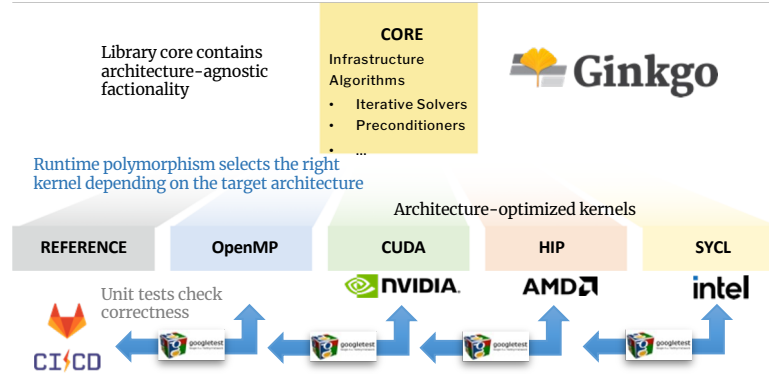 CORE
Infrastructure
Algorithms
• Iterative Solvers
• Preconditioners
• ...
Library core contains
architecture-agnostic
factionality
Ginkgo
Runtime polymorphism selects the right
kernel depending on the target architecture
Architecture-optimized kernels
REFERENCE
OpenMP
CUDA
HIP
SYCL
NVIDIA.
AMD
intel
Unit tests check
correctness
CI/CD
googletest
googletest
googletest
googletest